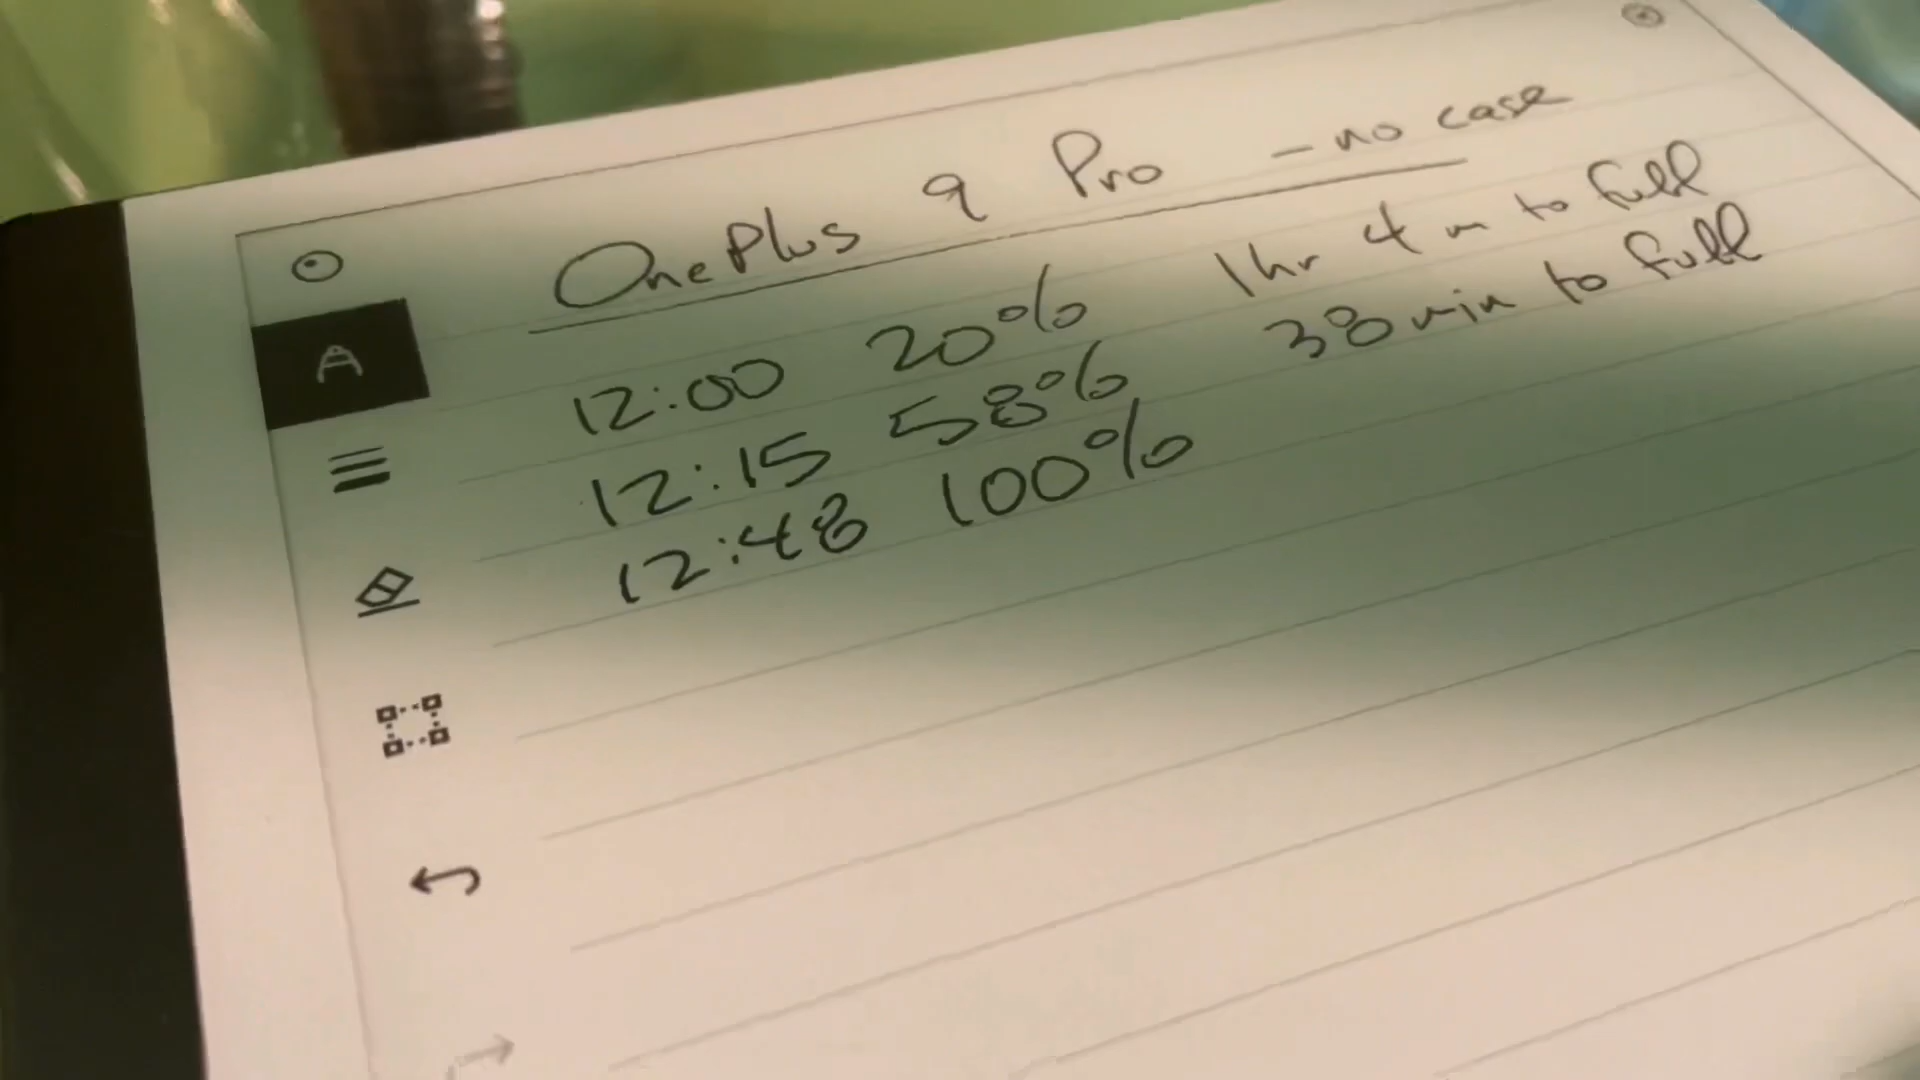 OnePlus 9 Pro - no case
12:00 20% 1hr 4 m to full
12:15 58% 38 min to full
12:48 100%